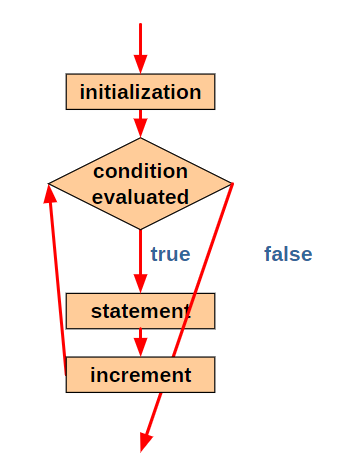 initialization
condition
evaluated
true
false
statement
increment